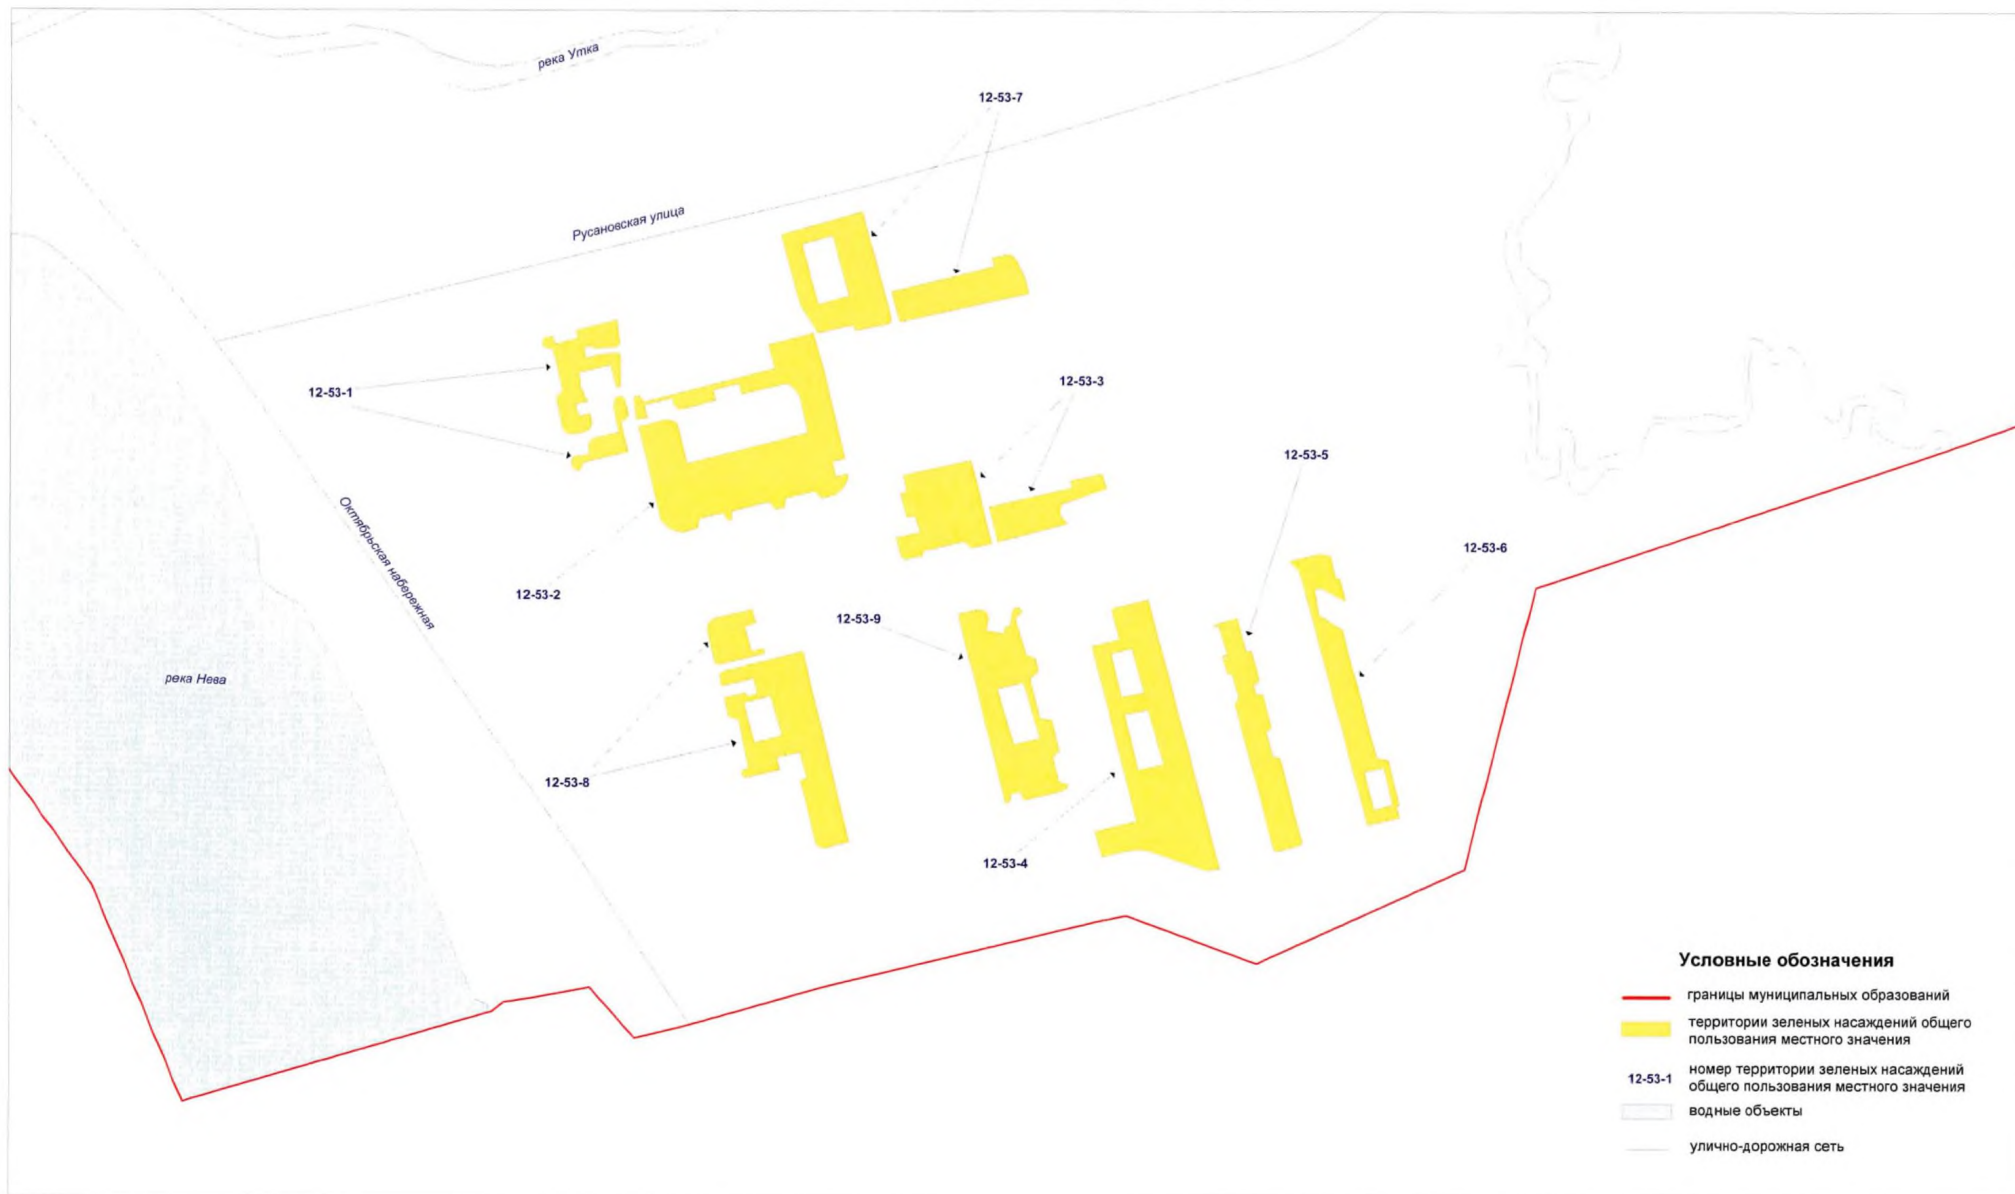 река Утка
12-53-7
Русановская улица
12-53-1
12-53-3
12-53-5
Октябрьская набережная
12-53-6
12-53-2
12-53-9
река Нева
12-53-8
12-53-4
Условные обозначения
границы муниципальных образований
территории зеленых насаждений общего
пользования местного значения
12-53-1
номер территории зеленых насаждений
общего пользования местного значения
водные объекты
улично-дорожная сеть